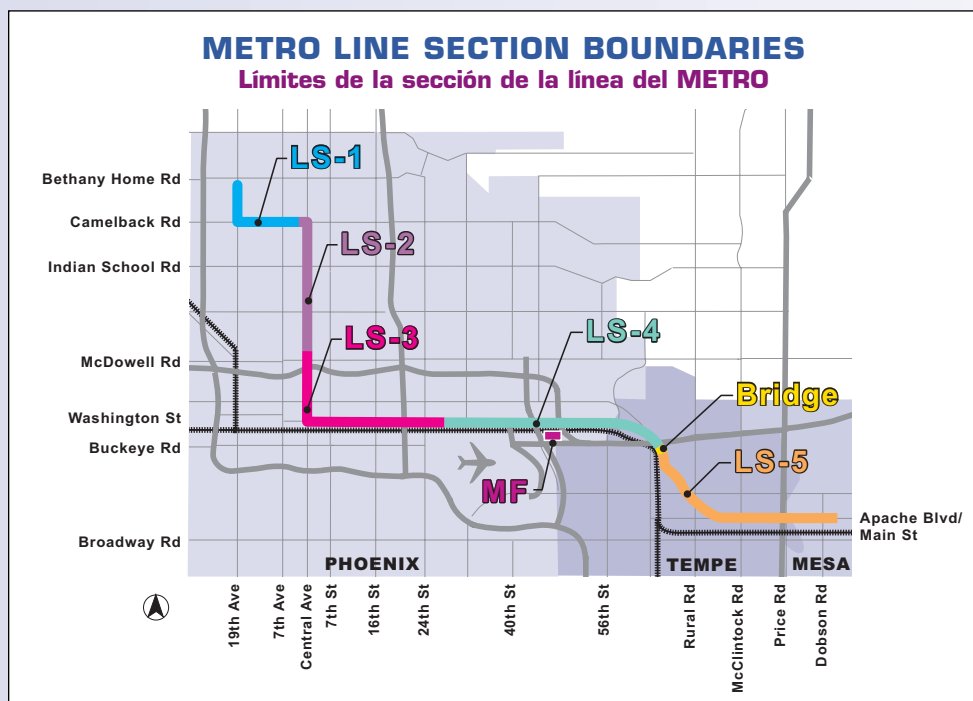 METRO LINE SECTION BOUNDARIES
Límites de la sección de la línea del METRO
LS-1
Bethany Home Rd
Camelback Rd
LS-2
Indian School Rd
LS-3
LS-4
McDowell Rd
Bridge
Washington St
Buckeye Rd
LS-5
MF
Apache Blvd/
Main St
Broadway Rd
PHOENIX
TEMPE
MESA
19th Ave
7th Ave
Central Ave
7th St
16th St
24th St
40th St
56th St
Rural Rd
McClintock Rd
Price Rd
Dobson Rd